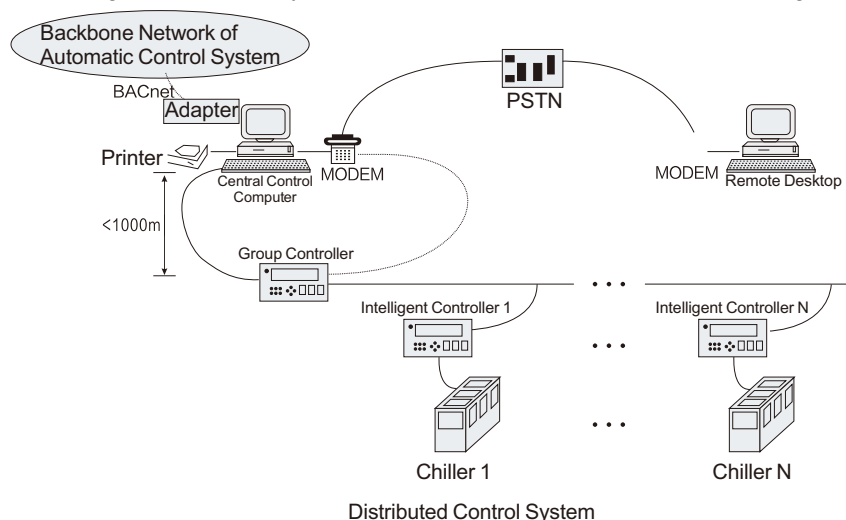 Backbone Network of
Automatic Control System
BACnet
Adapter
PSTN
Printer
Central Control
Computer
MODEM
MODEM
Remote Desktop
<1000m
Group Controller
Intelligent Controller 1
Intelligent Controller N
Chiller 1
Chiller N
Distributed Control System